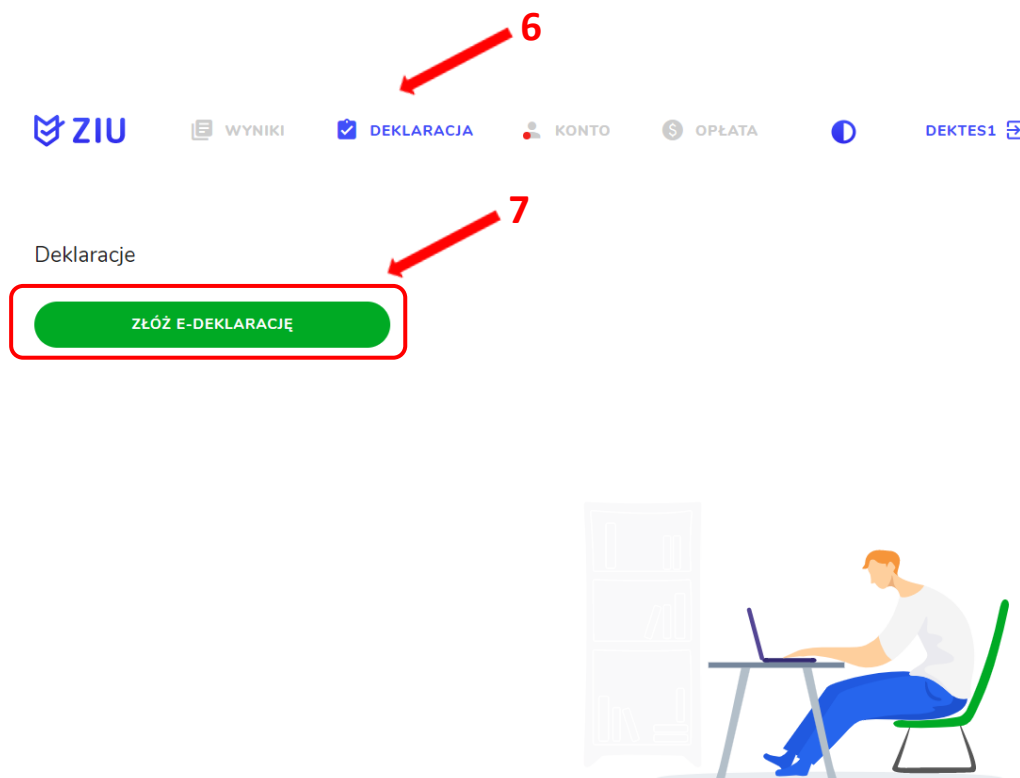 6
ZIU WYNIKI DEKLARACJA KONTO $ OPŁATA DEKTES1
7
Deklaracje
ZŁÓŻ E-DEKLARACJĘ